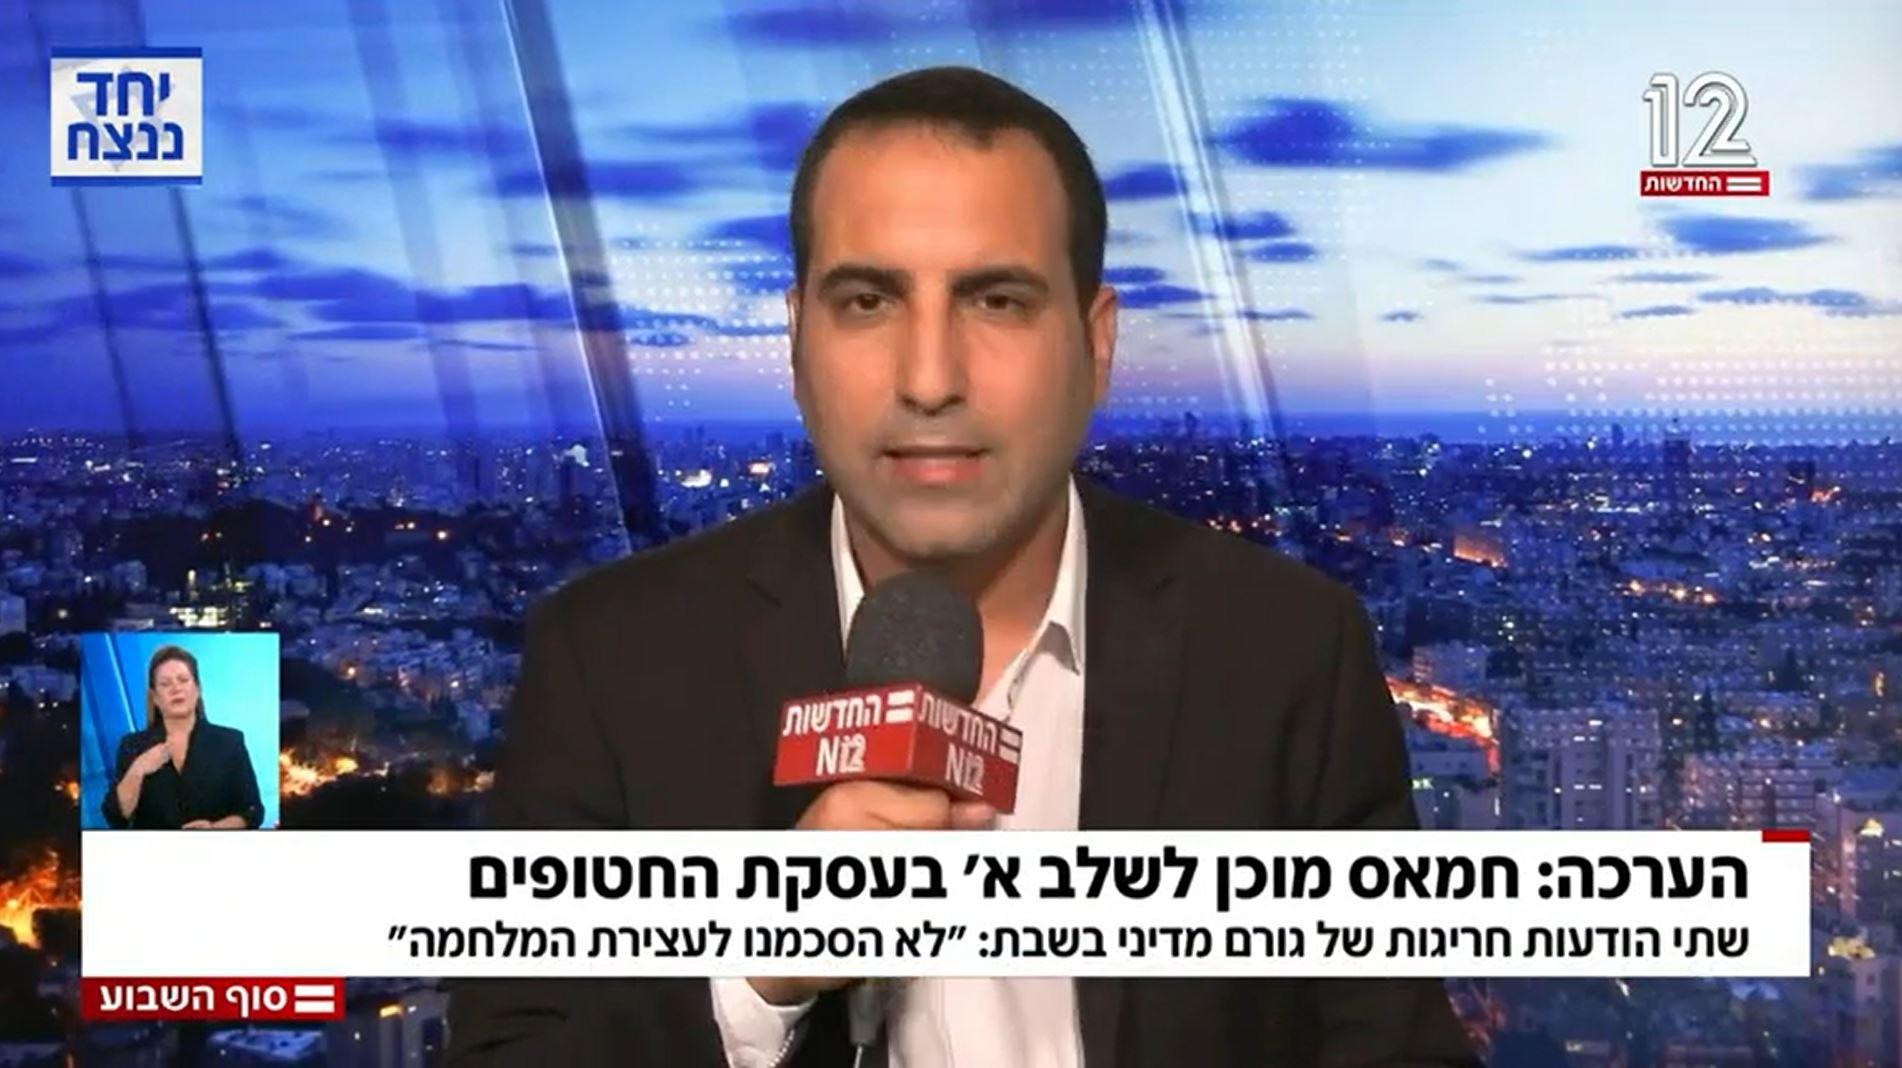 יחד
ננצח
12
החדשות
החדשות
N12
החדשות
N12
הערכה: חמאס מוכן לשלב א' בעסקת החטופים
שתי הודעות חריגות של גורם מדיני בשבת: "לא הסכמנו לעצירת המלחמה"
סוף השבוע